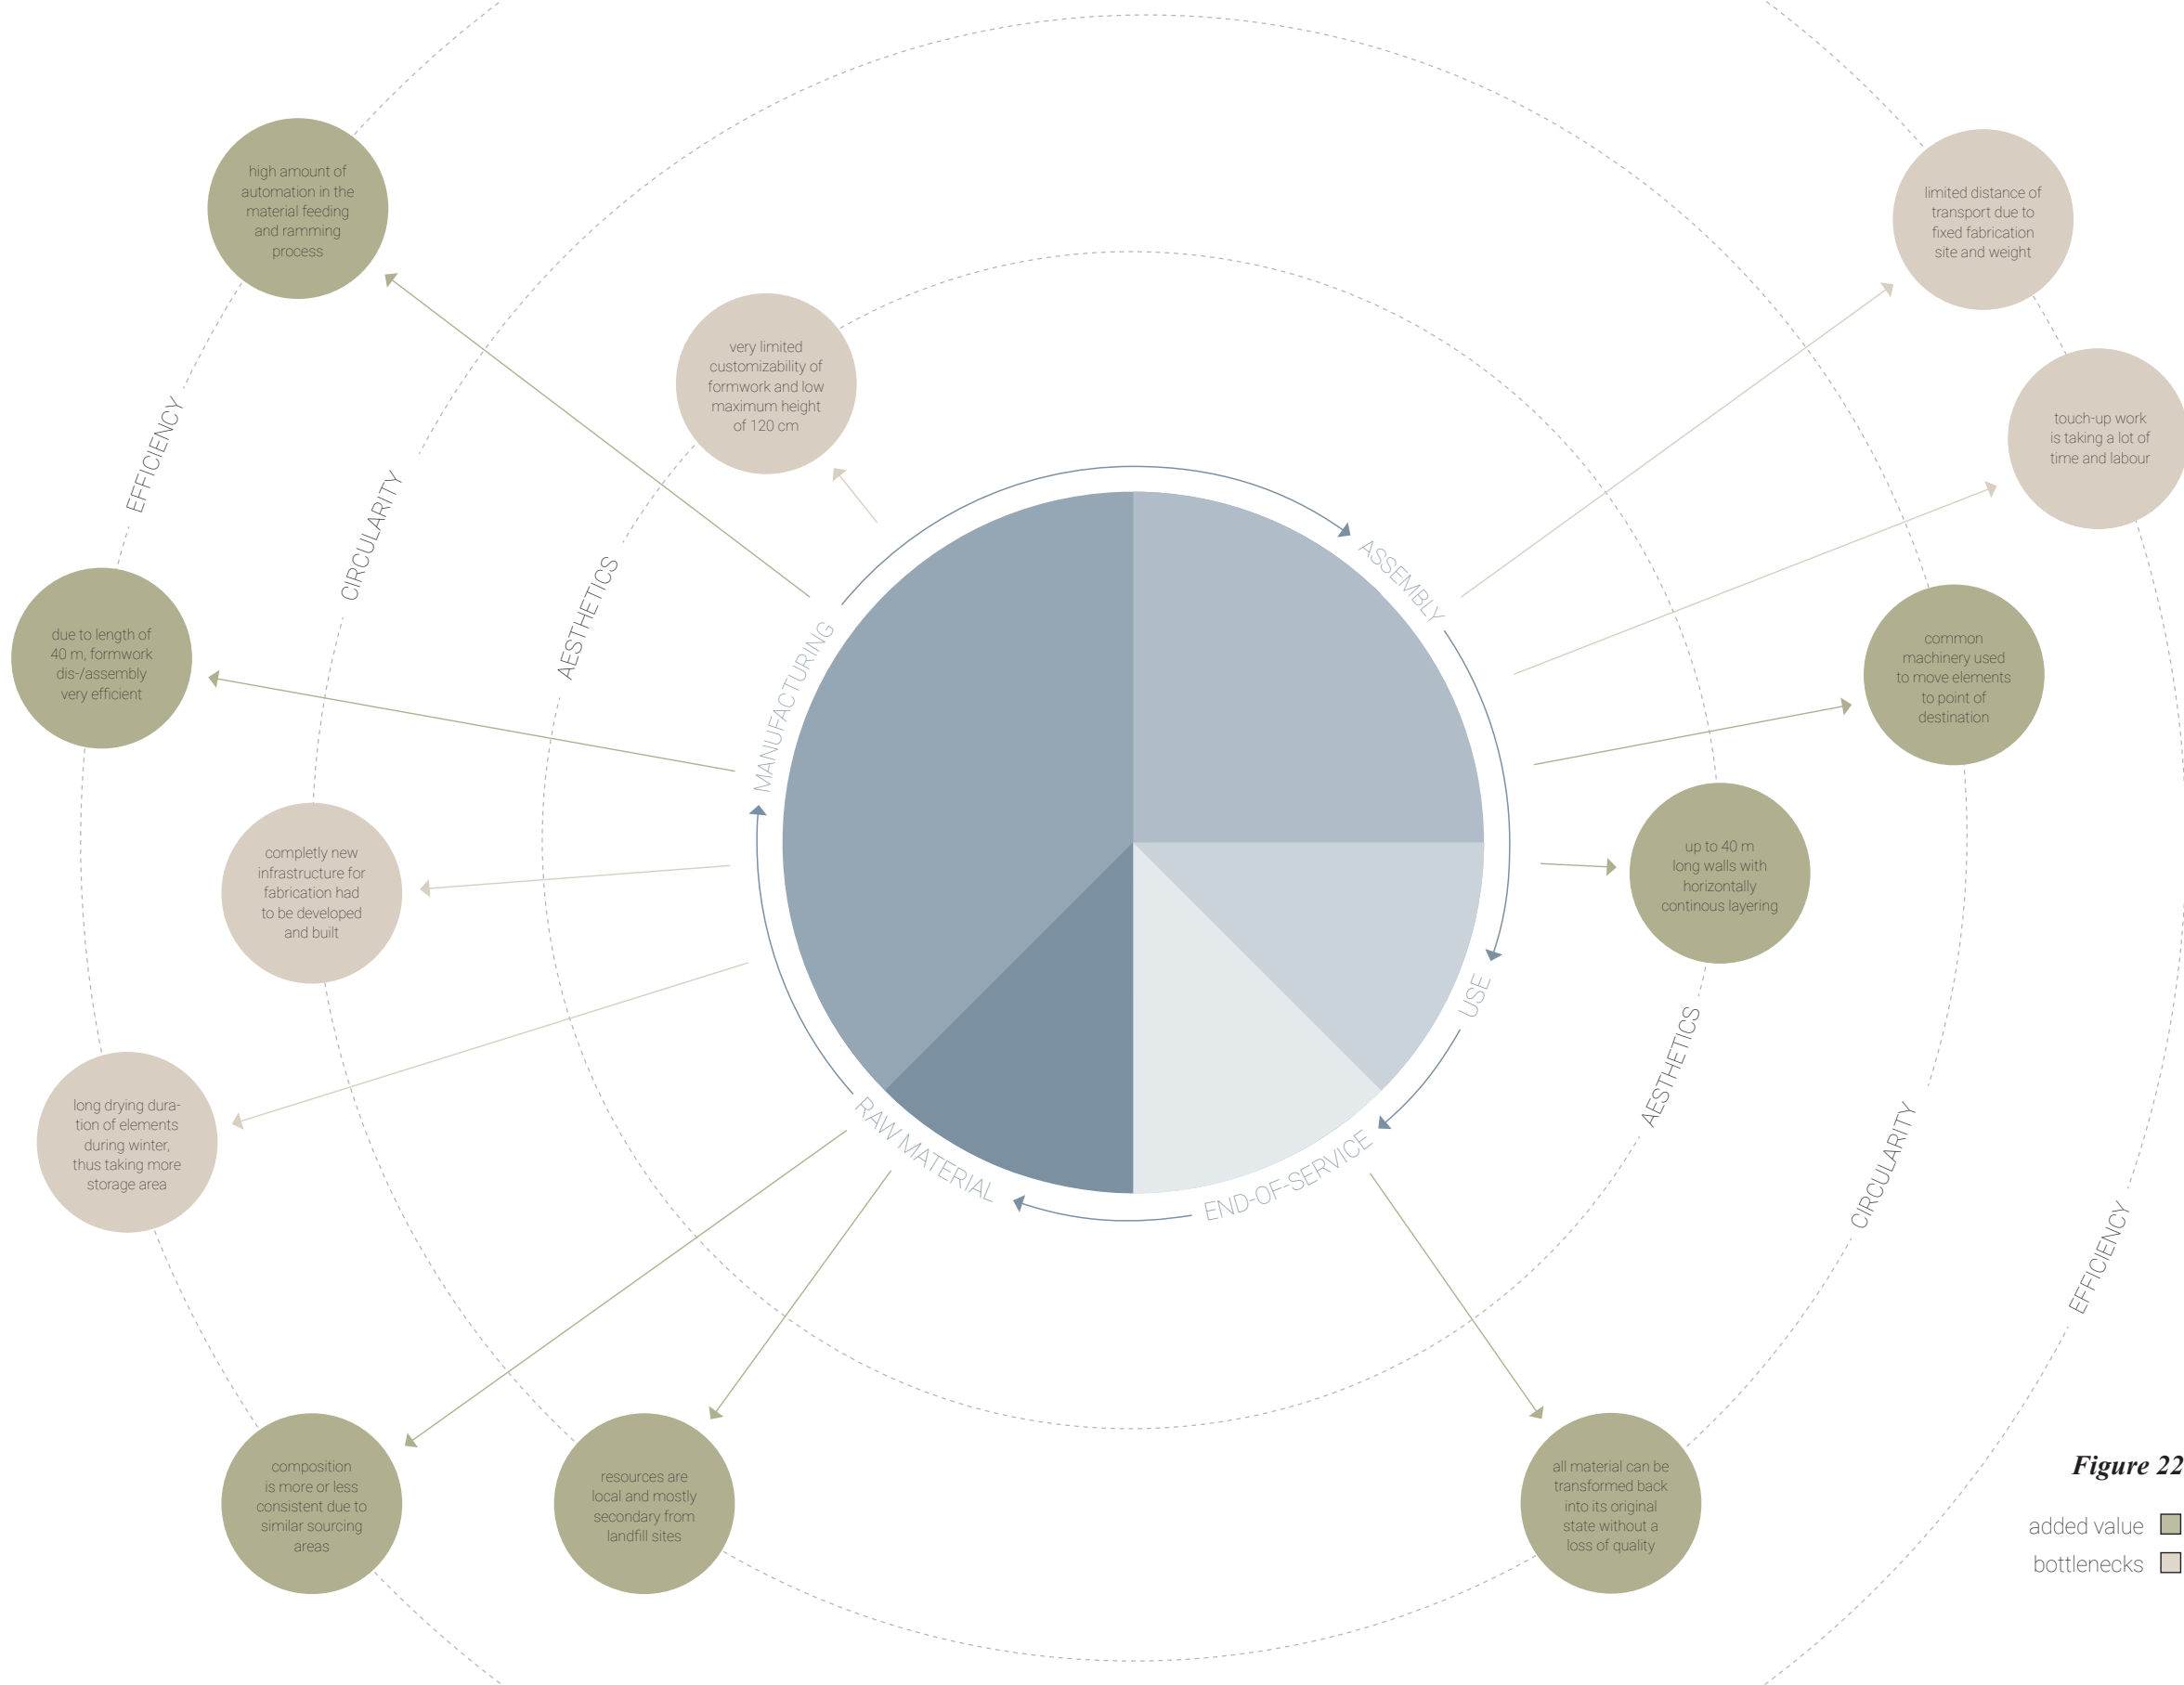 high amount of
automation in the
material feeding
and ramming
process
limited distance of
transport due to
fixed fabrication
site and weight
very limited
customizability of
formwork and low
maximum height
of 120 cm
touch-up work
is taking a lot of
time and labour
EFFICIENCY
CIRCULARITY
AESTHETICS
ASSEMBLY
MANUFACTURING
due to length of
40 m, formwork
dis-/assembly
very efficient
common
machinery used
to move elements
to point of
destination
completly new
infrastructure for
fabrication had
to be developed
and built
up to 40 m
long walls with
horizontally
continous layering
USE
AESTHETICS
CIRCULARITY
EFFICIENCY
long drying dura-
tion of elements
during winter,
thus taking more
storage area
RAW MATERIAL
END-OF-SERVICE
composition
is more or less
consistent due to
similar sourcing
areas
resources are
local and mostly
secondary from
landfill sites
all material can be
transformed back
into its original
state without a
loss of quality
Figure 22
added value
bottlenecks